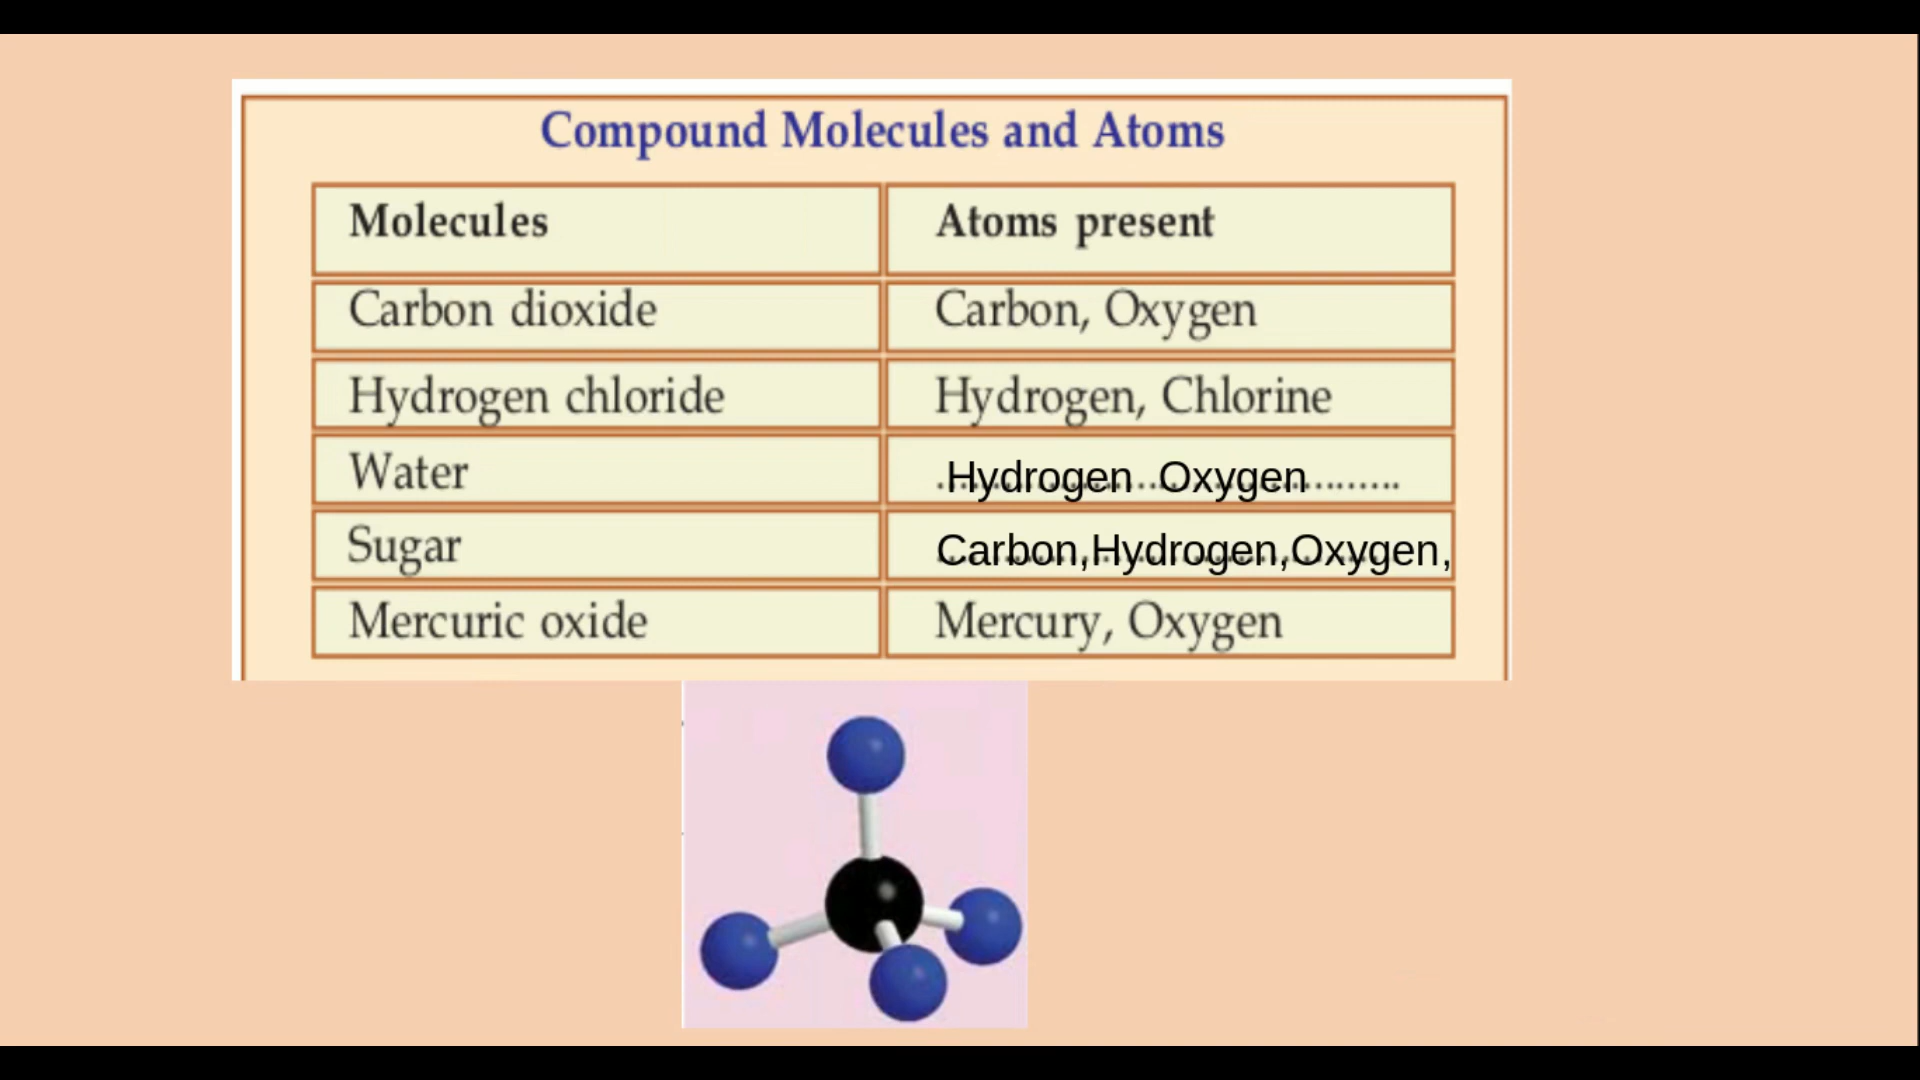 Compound Molecules and Atoms
Molecules Atoms present
Carbon dioxide Carbon, Oxygen
Hydrogen chloride Hydrogen, Chlorine
Water Hydrogen Oxygen
Sugar Carbon,Hydrogen,Oxygen,
Mercuric oxide Mercury, Oxygen